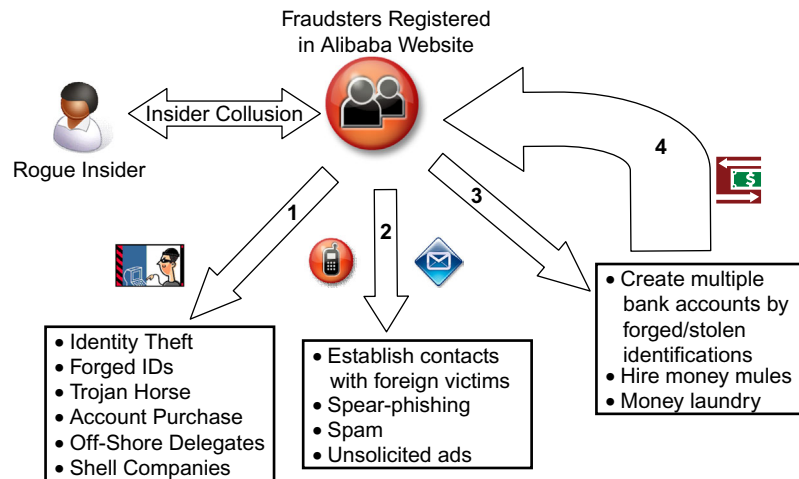 Fraudsters Registered
in Alibaba Website
Insider Collusion
Rogue Insider
1
2
3
4
$
• Identity Theft
• Forged IDs
• Trojan Horse
• Account Purchase
• Off-Shore Delegates
• Shell Companies
• Establish contacts
with foreign victims
• Spear-phishing
• Spam
• Unsolicited ads
• Create multiple
bank accounts by
forged/stolen
identifications
• Hire money mules
• Money laundry